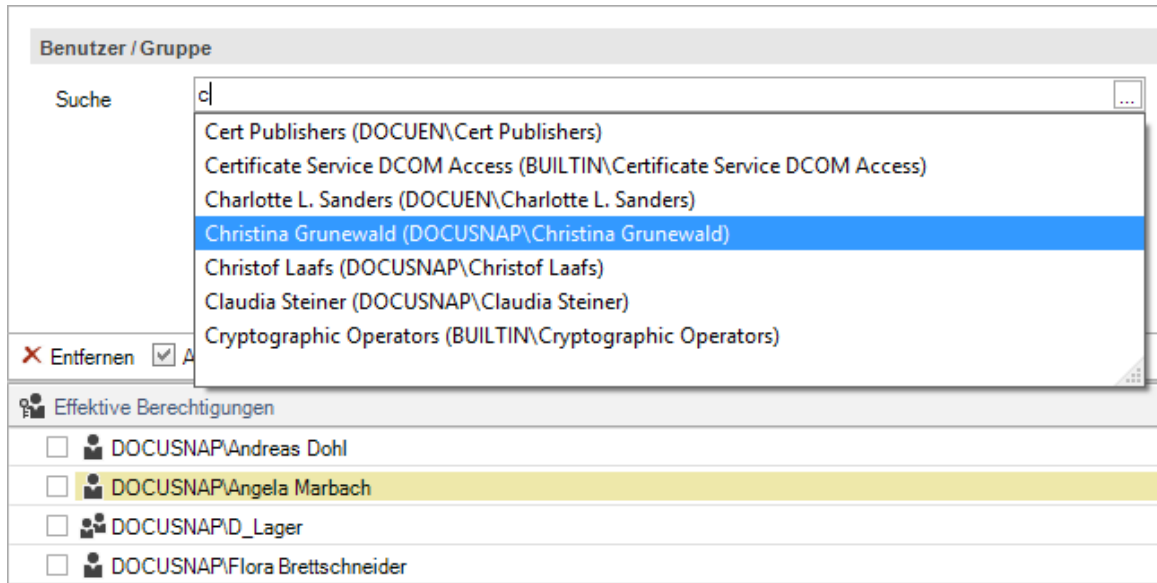 Benutzer / Gruppe
Suche c ...
Cert Publishers (DOCUEN\Cert Publishers)
Certificate Service DCOM Access (BUILTIN\Certificate Service DCOM Access)
Charlotte L. Sanders (DOCUEN\Charlotte L. Sanders)
Christina Grunewald (DOCUSNAP\Christina Grunewald)
Christof Laafs (DOCUSNAP\Christof Laafs)
Claudia Steiner (DOCUSNAP\Claudia Steiner)
Cryptographic Operators (BUILTIN\Cryptographic Operators)
Entfernen
Effektive Berechtigungen
DOCUSNAP\Andreas Dohl
DOCUSNAP\Angela Marbach
DOCUSNAP\D_Lager
DOCUSNAP\Flora Brettschneider